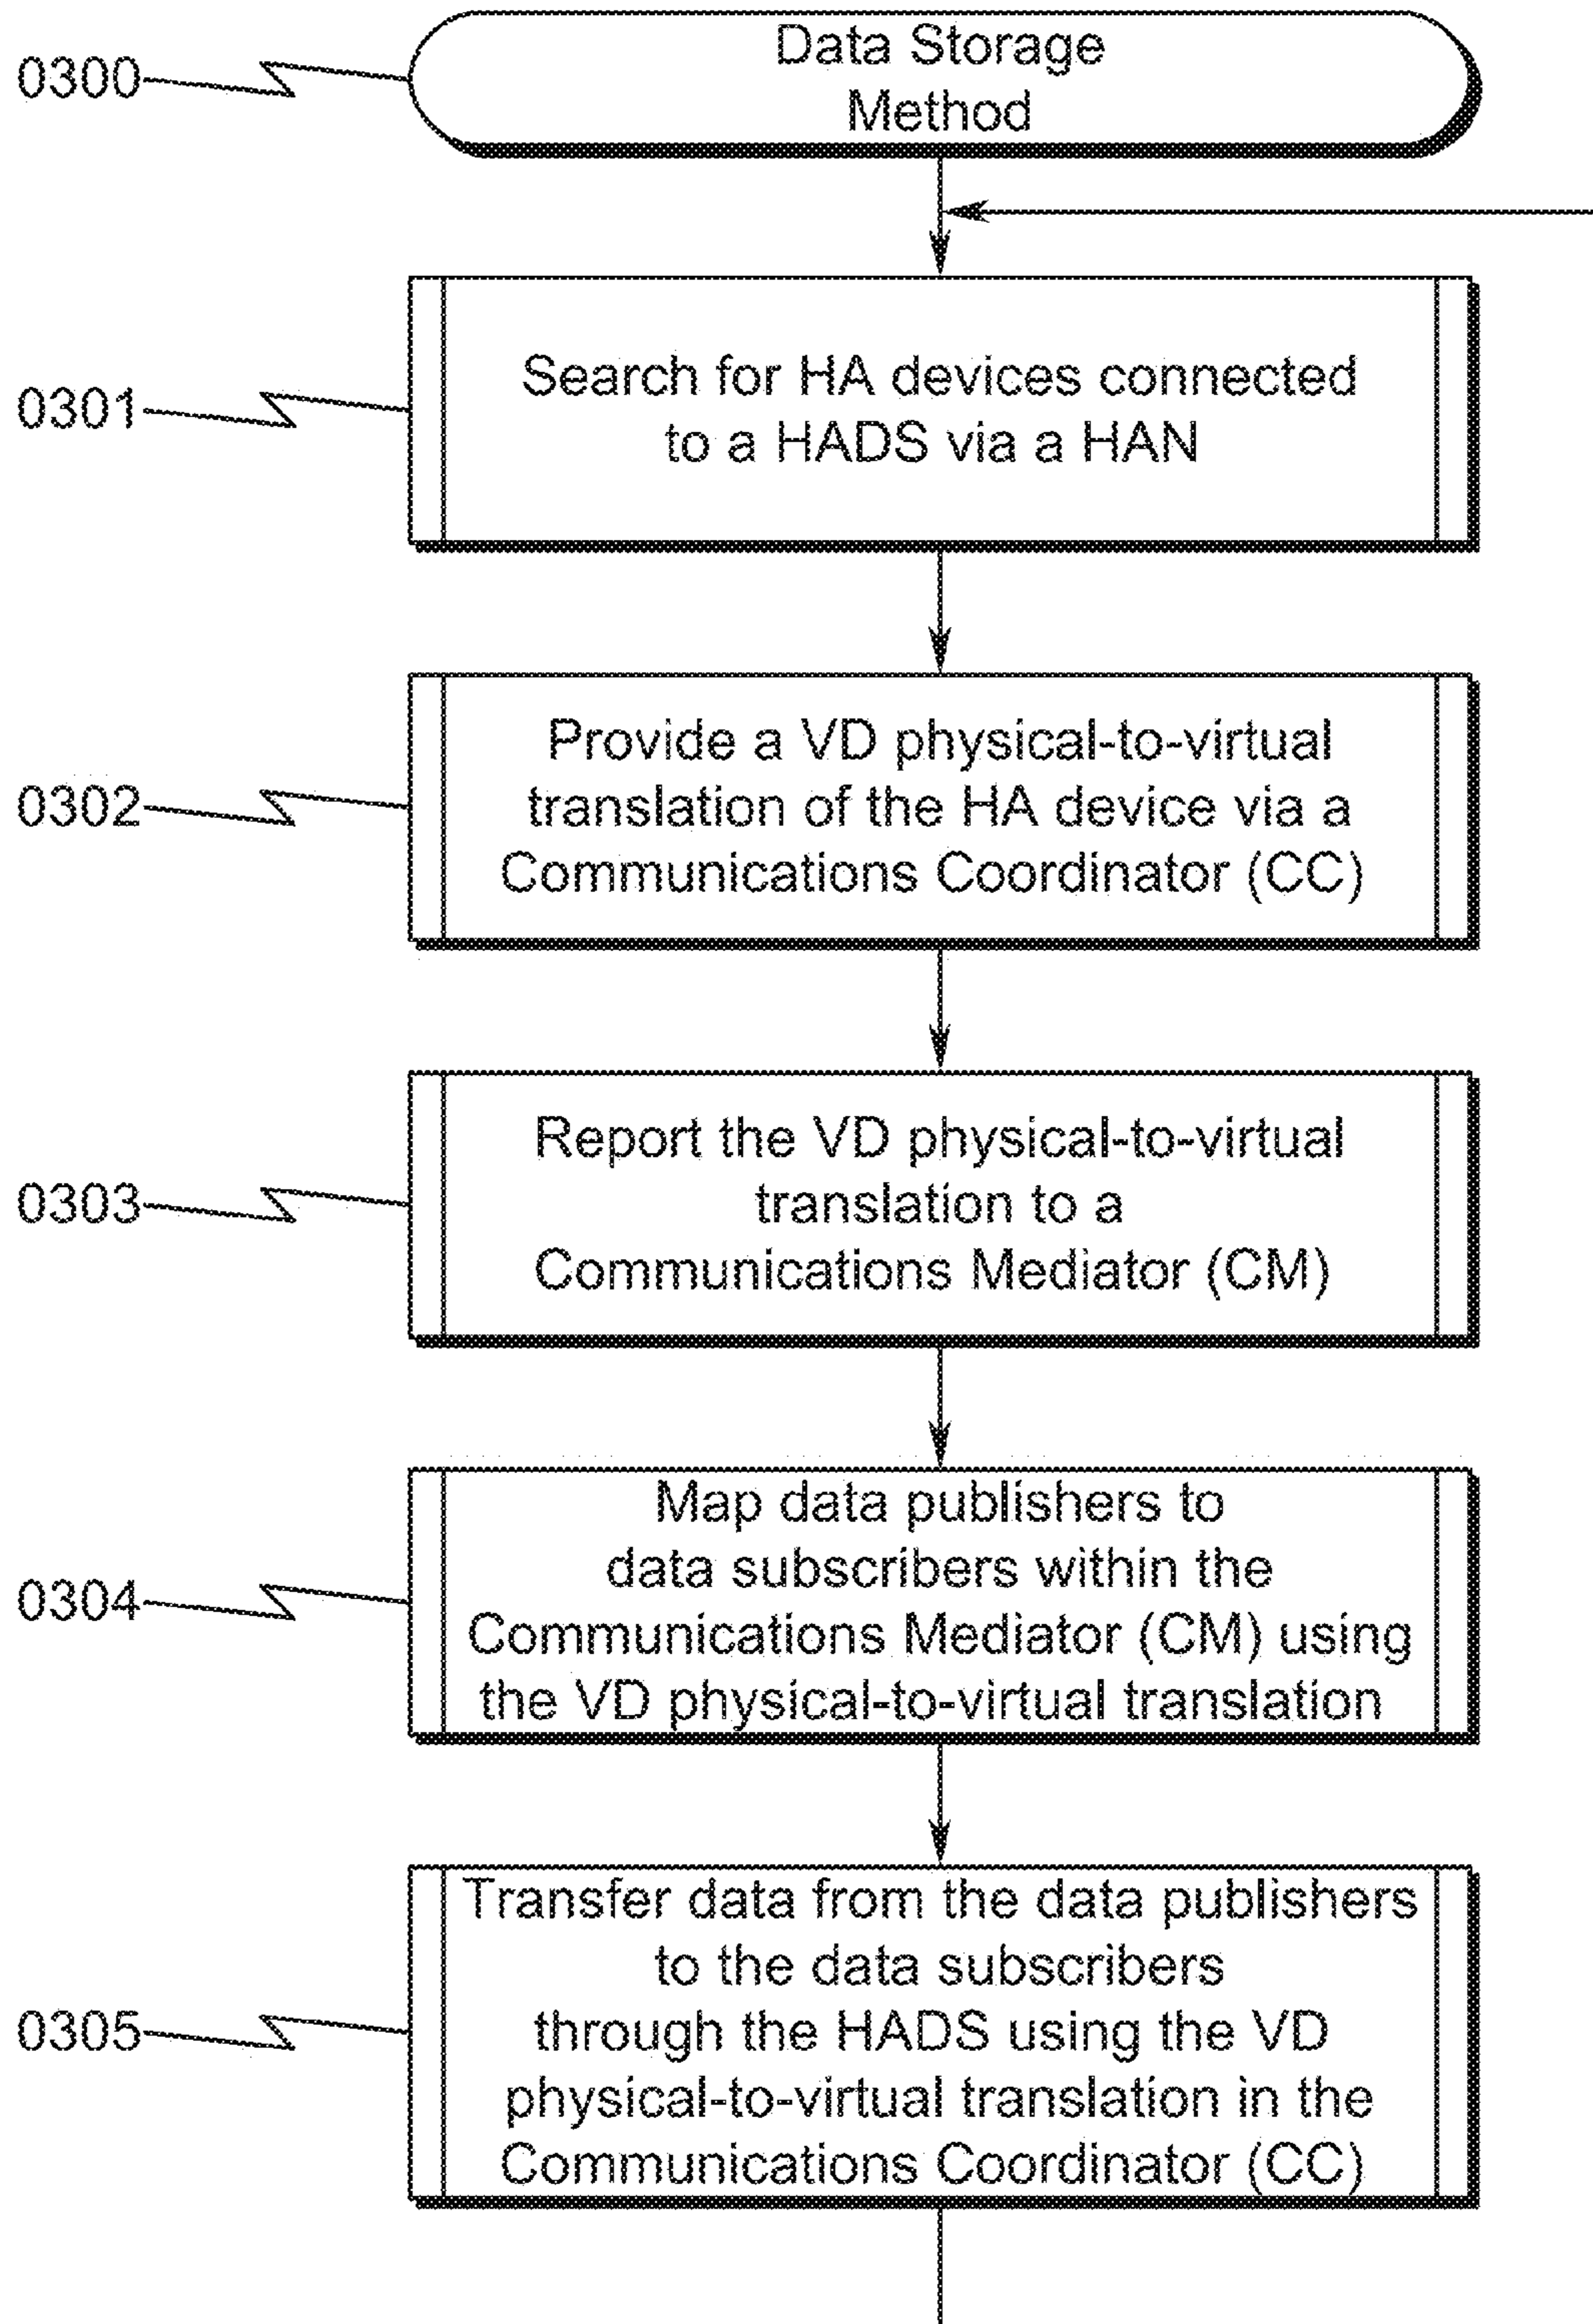 0300
Data Storage
Method
0301
Search for HA devices connected
to a HADS via a HAN
0302
Provide a VD physical-to-virtual
translation of the HA device via a
Communications Coordinator (CC)
0303
Report the VD physical-to-virtual
translation to a
Communications Mediator (CM)
0304
Map data publishers to
data subscribers within the
Communications Mediator (CM) using
the VD physical-to-virtual translation
0305
Transfer data from the data publishers
to the data subscribers
through the HADS using the VD
physical-to-virtual translation in the
Communications Coordinator (CC)